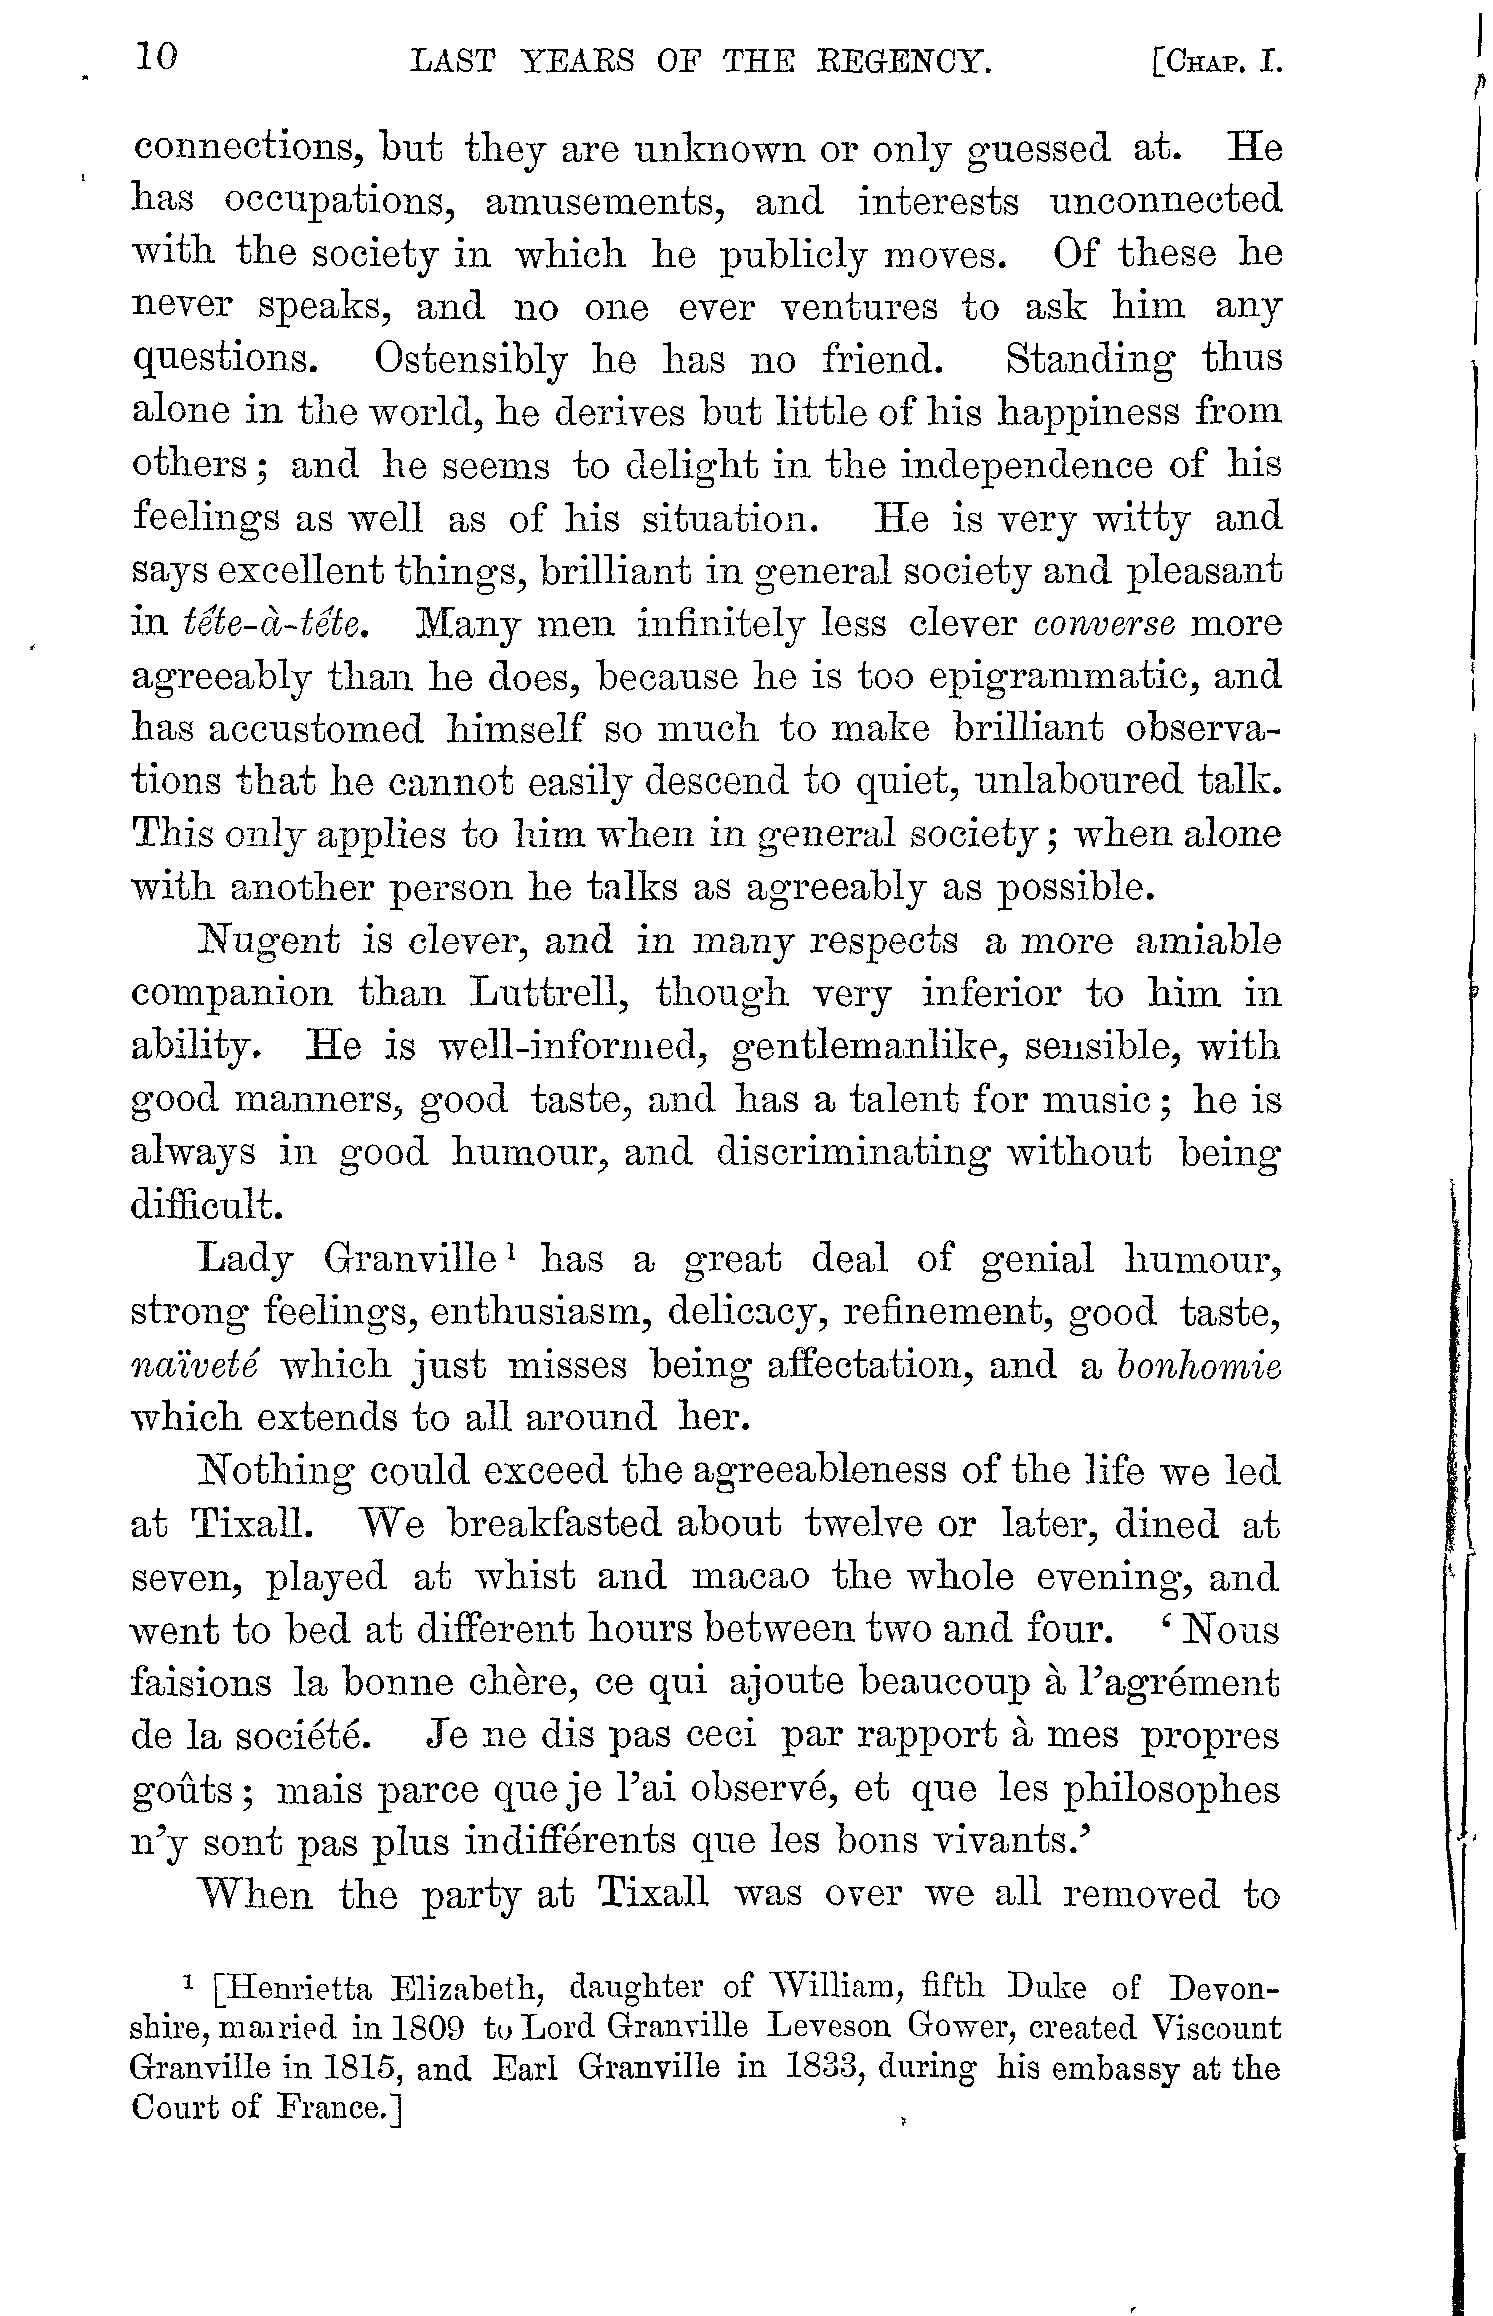 10 LAST YEARS OF THE REGENCY. [CHAP. I.
connections, but they are unknown or only guessed at. He
has occupations, amusements, and interests unconnected
with the society in which he publicly moves. Of these he
never speaks, and no one ever ventures to ask him any
questions. Ostensibly he has no friend. Standing thus
alone in the world, he derives but little of his happiness from
others; and he seems to delight in the independence of his
feelings as well as of his situation. He is very witty and
says excellent things, brilliant in general society and pleasant
in tête-à-tête. Many men infinitely less clever converse more
agreeably than he does, because he is too epigrammatic, and
has accustomed himself so much to make brilliant observa-
tions that he cannot easily descend to quiet, unlaboured talk.
This only applies to him when in general society; when alone
with another person he talks as agreeably as possible.
Nugent is clever, and in many respects a more amiable
companion than Luttrell, though very inferior to him in
ability. He is well-informed, gentlemanlike, sensible, with
good manners, good taste, and has a talent for music; he is
always in good humour, and discriminating without being
difficult.
Lady Granville¹ has a great deal of genial humour,
strong feelings, enthusiasm, delicacy, refinement, good taste,
naïveté which just misses being affectation, and a bonhomie
which extends to all around her.
Nothing could exceed the agreeableness of the life we led
at Tixall. We breakfasted about twelve or later, dined at
seven, played at whist and macao the whole evening, and
went to bed at different hours between two and four. ‘Nous
faisions la bonne chère, ce qui ajoute beaucoup à l’agrément
de la société. Je ne dis pas ceci par rapport à mes propres
goûts; mais parce que je l’ai observé, et que les philosophes
n’y sont pas plus indifférents que les bons vivants.’
When the party at Tixall was over we all removed to
¹ [Henrietta Elizabeth, daughter of William, fifth Duke of Devon-
shire, married in 1809 to Lord Granville Leveson Gower, created Viscount
Granville in 1815, and Earl Granville in 1833, during his embassy at the
Court of France.]